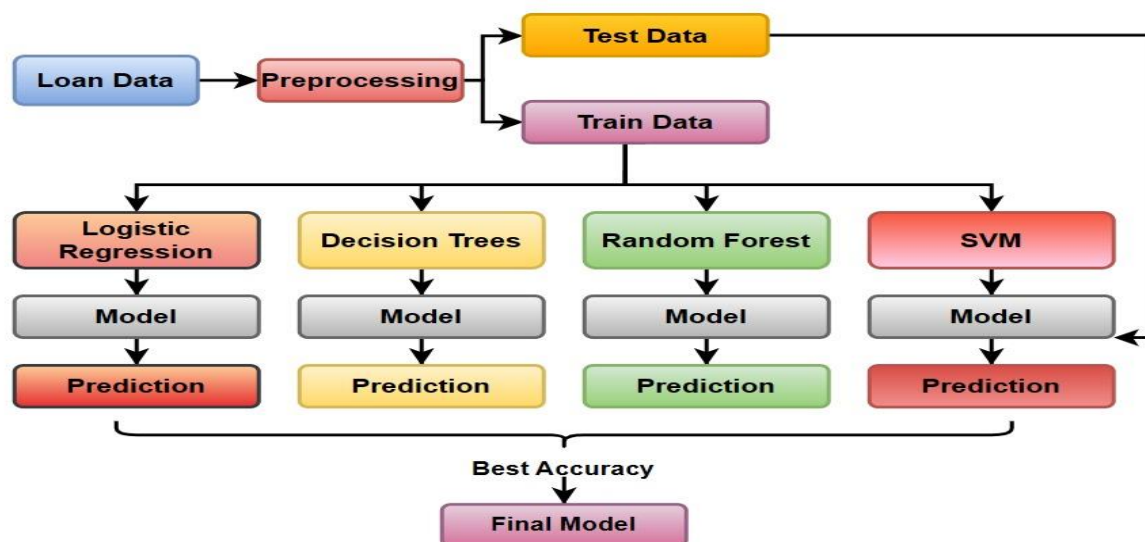 Test Data
Loan Data
Preprocessing
Train Data
Logistic
Regression
Decision Trees
Random Forest
SVM
Model
Model
Model
Model
Prediction
Prediction
Prediction
Prediction
Best Accuracy
Final Model